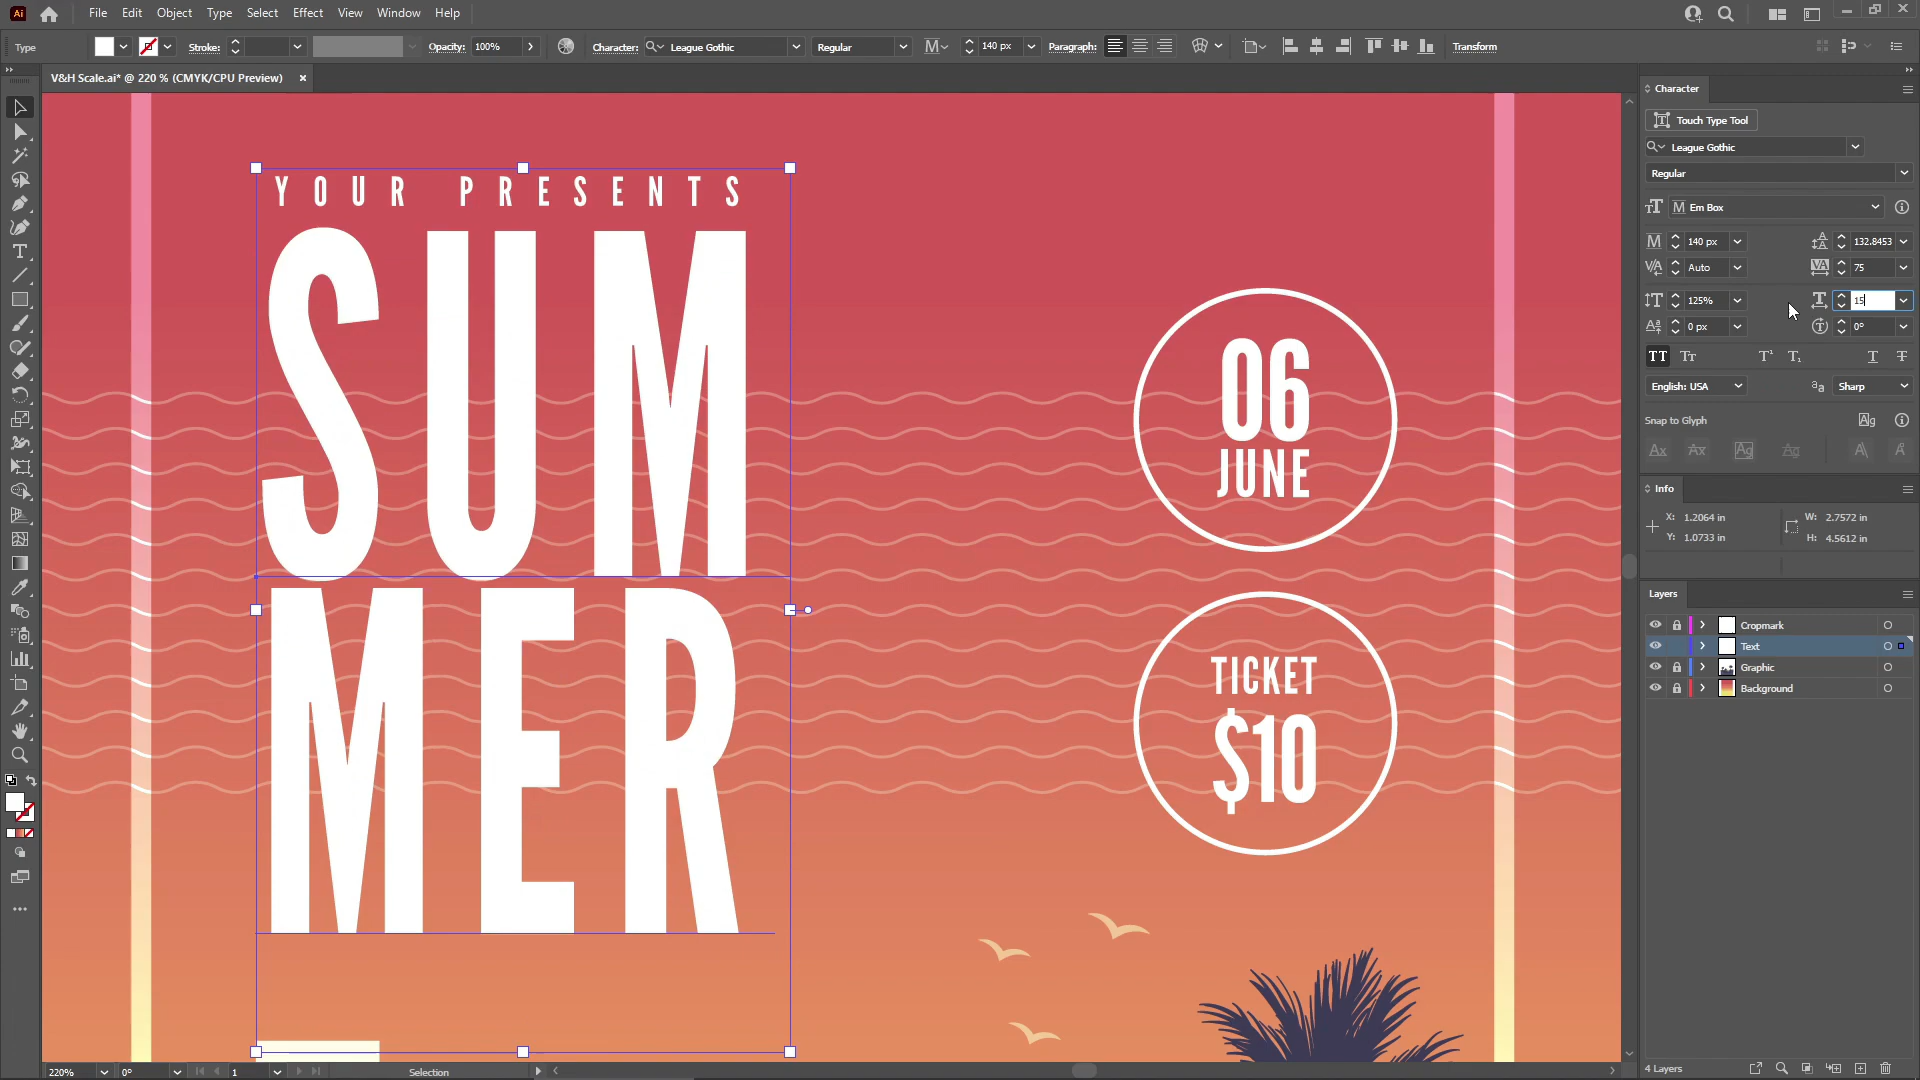 Ai
File Edit Object Type Select Effect View Window Help
Type
Stroke:
Opacity: 100%
Character: League Gothic Regular 140 px Paragraph: Transform
V&H Scale.ai* @ 220 % (CMYK/CPU Preview)
YOUR PRESENTS
SUM
MER
06
JUNE
TICKET
$10
Character
Touch Type Tool
League Gothic
Regular
Em Box
140 px 132.8453
Auto 75
125% 15
0 px 0°
English: USA Sharp
Snap to Glyph
Info
X: 1.2064 in W: 2.7572 in
Y: 1.0733 in H: 4.5612 in
Layers
Cropmark
Text
Graphic
Background
220% 0° 1 Selection
4 Layers